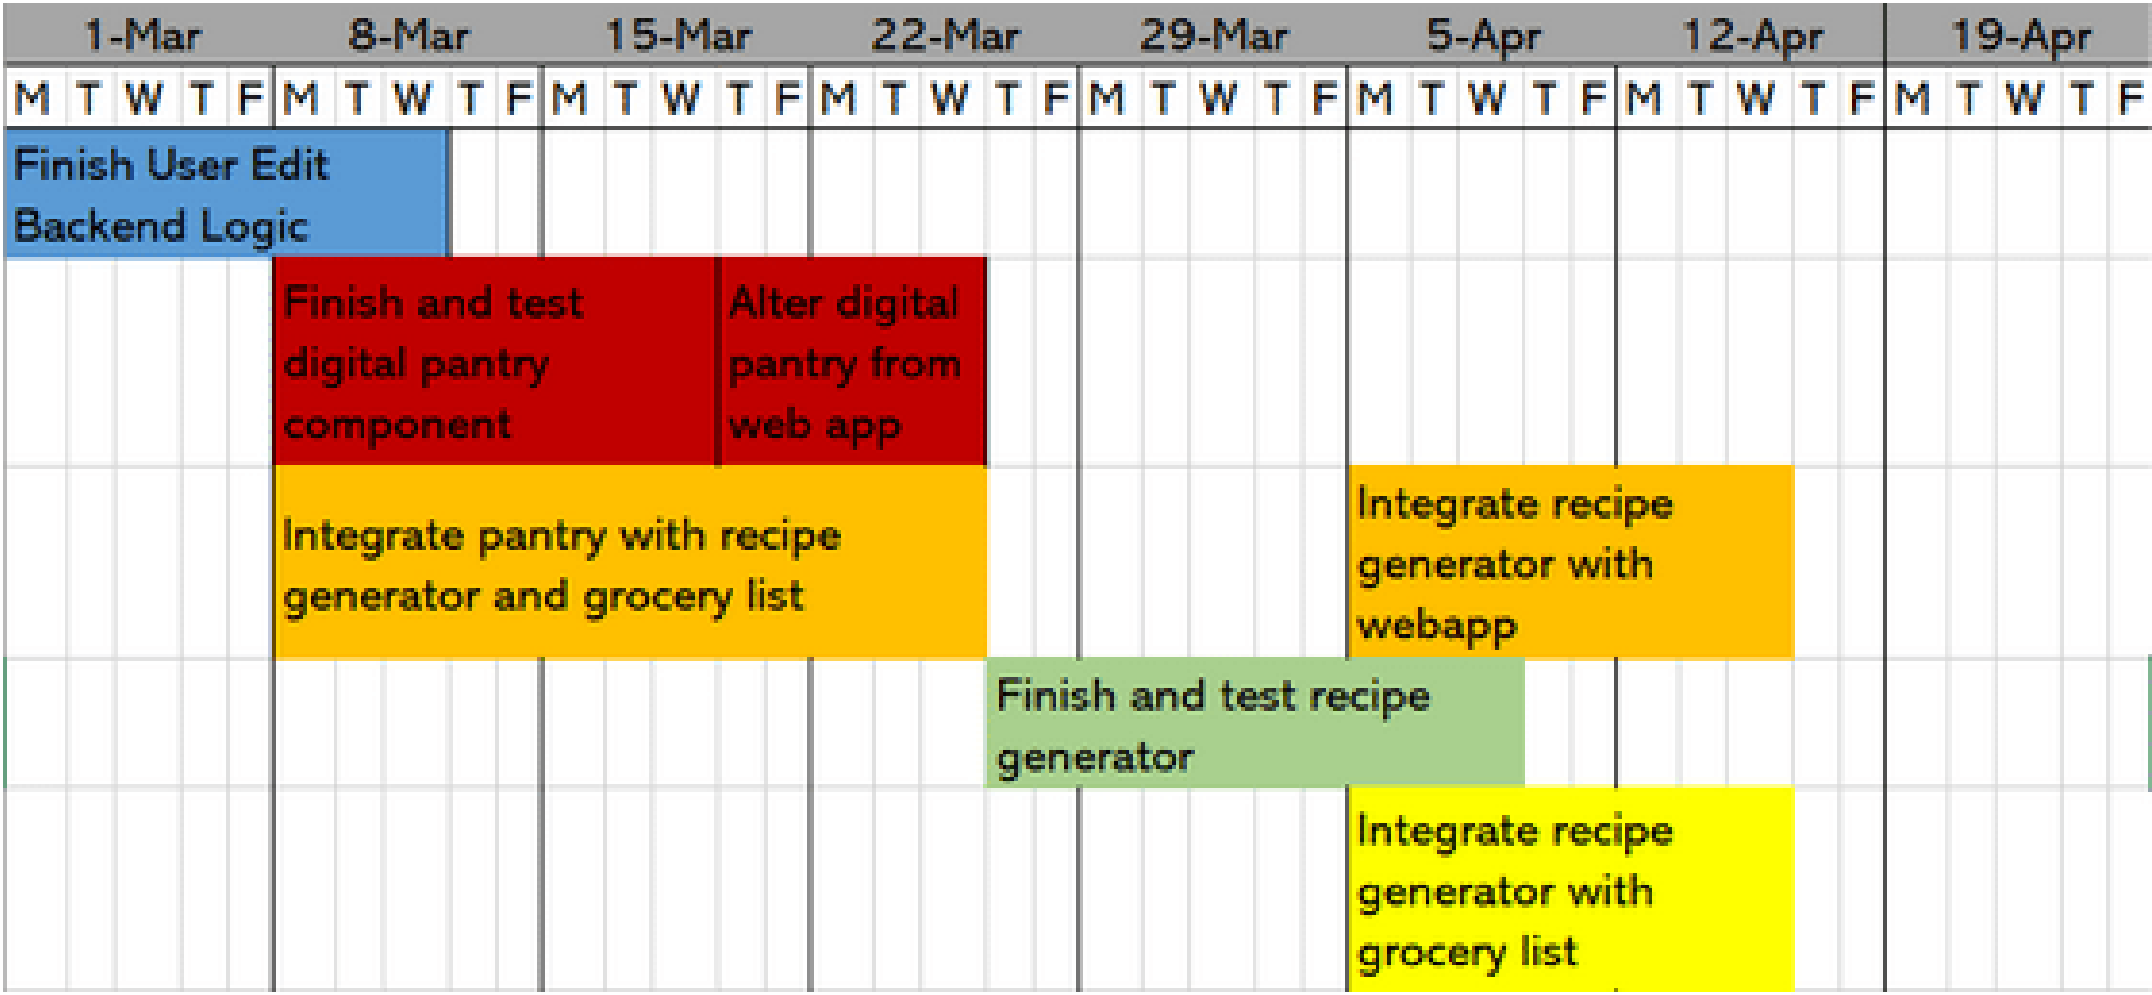 1-Mar 8-Mar 15-Mar 22-Mar 29-Mar 5-Apr 12-Apr 19-Apr
M T W T F M T W T F M T W T F M T W T F M T W T F M T W T F M T W T F M T W T F
Finish User Edit
Backend Logic
Finish and test
digital pantry
component
Alter digital
pantry from
web app
Integrate pantry with recipe
generator and grocery list
Integrate recipe
generator with
webapp
Finish and test recipe
generator
Integrate recipe
generator with
grocery list